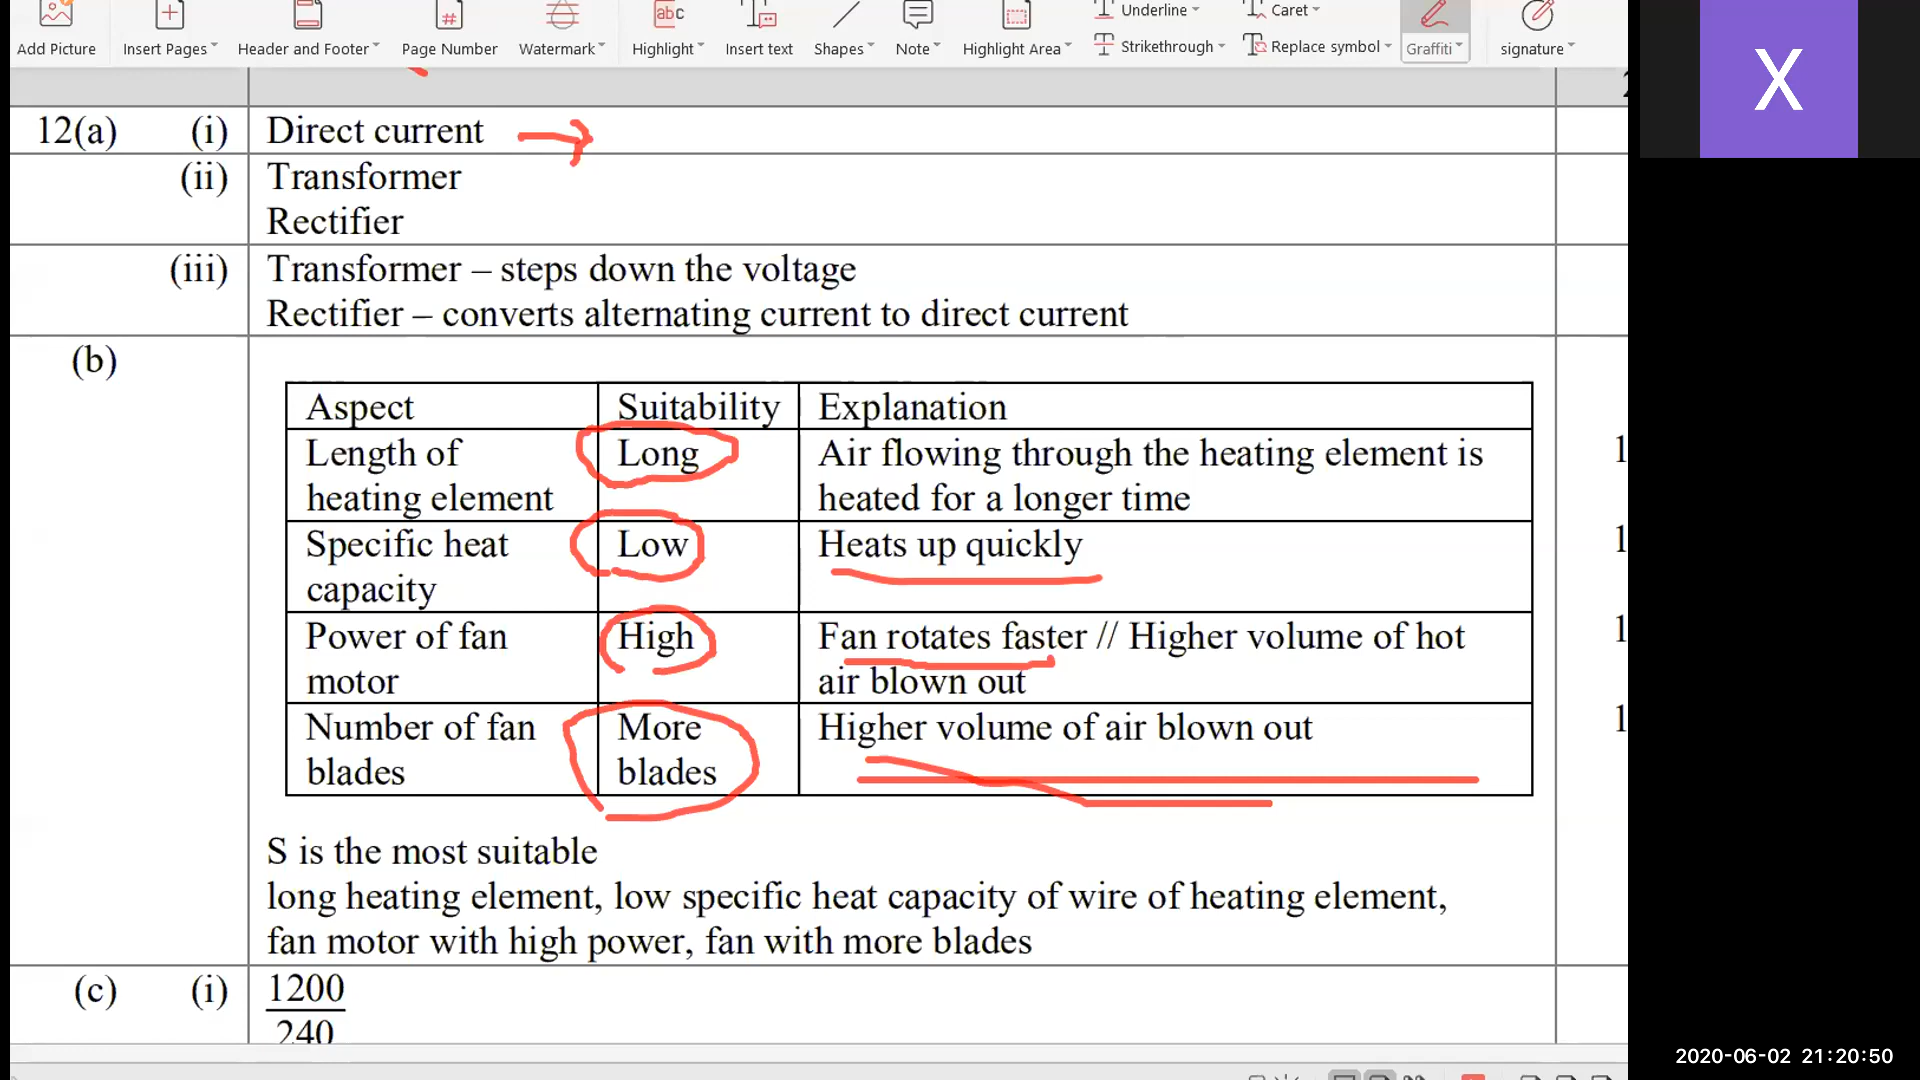 Underline
Caret
Add Picture
Insert Pages
Header and Footer
Page Number
Watermark
Highlight
Insert text
Shapes
Note
Highlight Area
Strikethrough
Replace symbol
Graffiti
signature
X
12(a) (i) Direct current
(ii) Transformer
Rectifier
(iii) Transformer – steps down the voltage
Rectifier – converts alternating current to direct current
(b)
Aspect Suitability Explanation
Length of heating element Long Air flowing through the heating element is
heated for a longer time 1
Specific heat capacity Low Heats up quickly 1
Power of fan motor High Fan rotates faster // Higher volume of hot
air blown out 1
Number of fan blades More blades Higher volume of air blown out 1
S is the most suitable
long heating element, low specific heat capacity of wire of heating element,
fan motor with high power, fan with more blades
(c) (i) 1200
240
2020-06-02 21:20:50